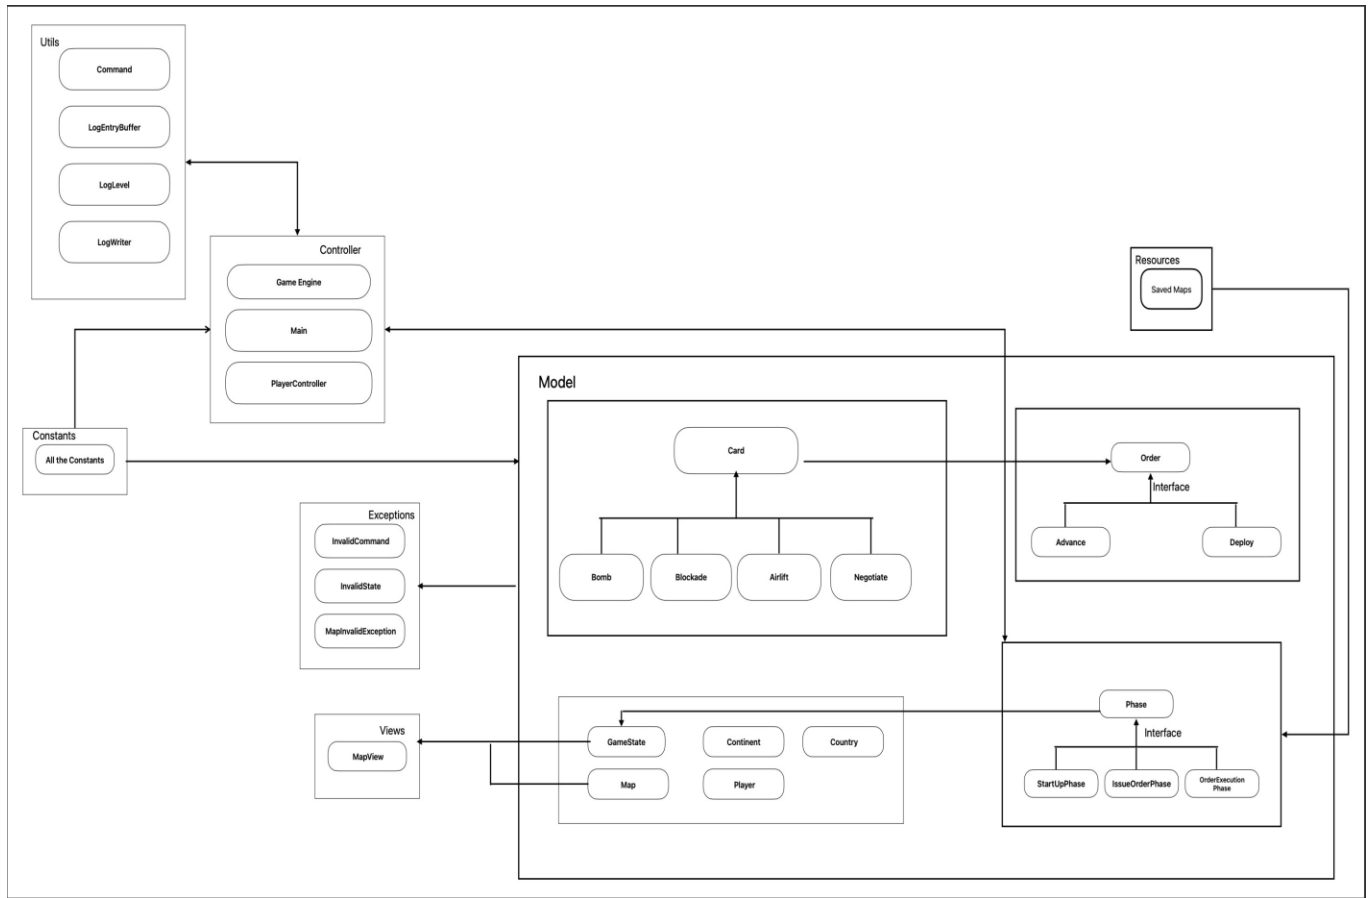 Utils
Command
LogEntryBuffer
LogLevel
LogWriter
Controller
Game Engine
Main
PlayerController
Resources
Saved Maps
Constants
All the Constants
Model
Card
Bomb
Blockade
Airlift
Negotiate
Order
Interface
Advance
Deploy
Exceptions
InvalidCommand
InvalidState
MapInvalidException
Views
MapView
GameState
Continent
Country
Map
Player
Phase
Interface
StartUpPhase
IssueOrderPhase
OrderExecution
Phase